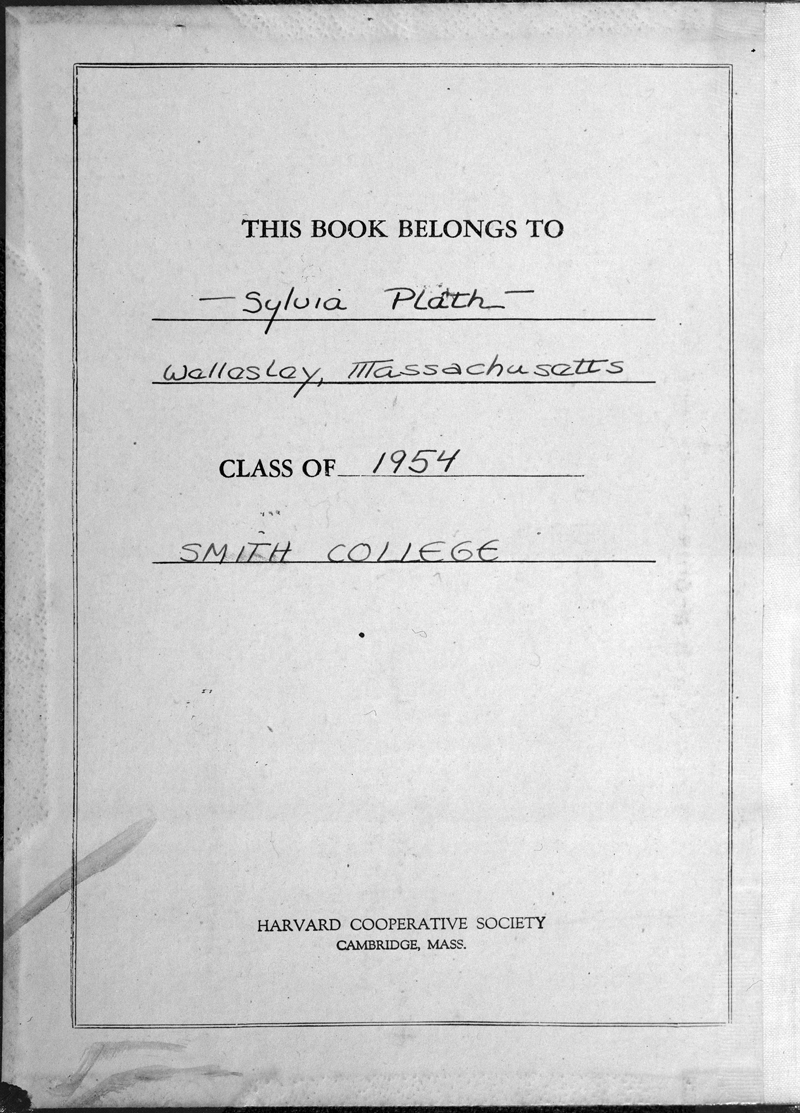 THIS BOOK BELONGS TO
— Sylvia Plath —
Wellesley, Massachusetts
CLASS OF 1954
SMITH COLLEGE
HARVARD COOPERATIVE SOCIETY
CAMBRIDGE, MASS.